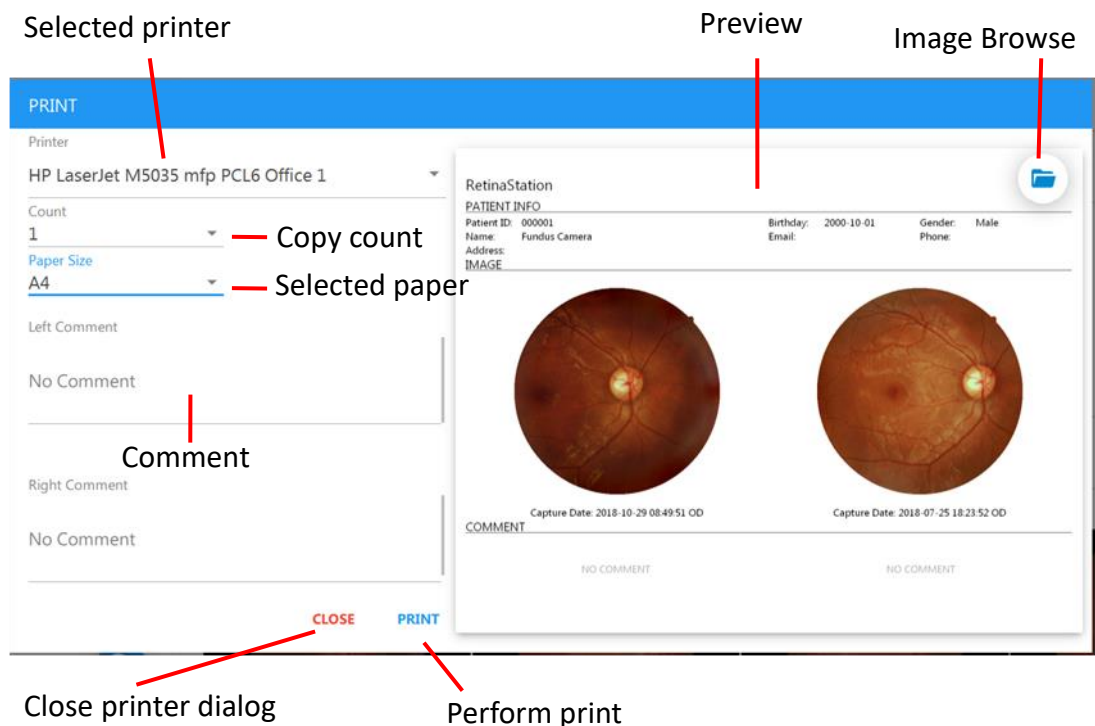 Selected printer
Preview
Image Browse
PRINT
Printer
HP LaserJet M5035 mfp PCL6 Office 1
Count
1
Copy count
Paper Size
A4
Selected paper
Left Comment
No Comment
Comment
Right Comment
No Comment
CLOSE PRINT
RetinaStation
PATIENT INFO
Patient ID: 000001 Birthday: 2000-10-01 Gender: Male
Name: Fundus Camera Email: Phone:
Address:
IMAGE
Capture Date: 2018-10-29 08:49:51 OD Capture Date: 2018-07-25 18:23:52 OD
COMMENT
NO COMMENT NO COMMENT
Close printer dialog
Perform print